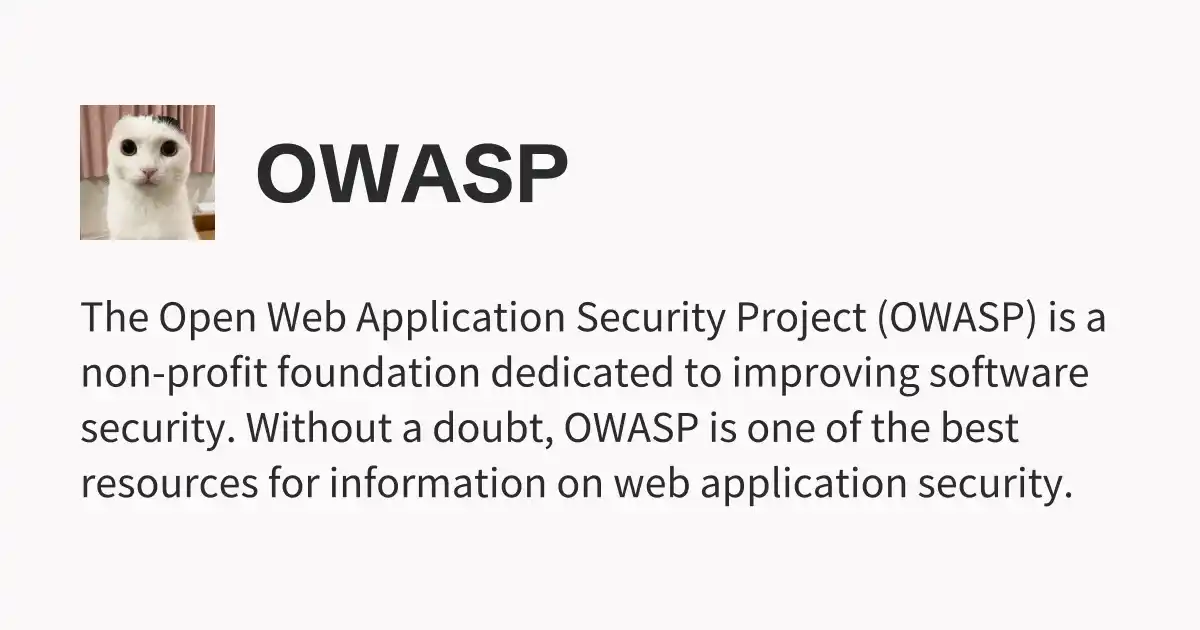 OWASP
The Open Web Application Security Project (OWASP) is a
non-profit foundation dedicated to improving software
security. Without a doubt, OWASP is one of the best
resources for information on web application security.